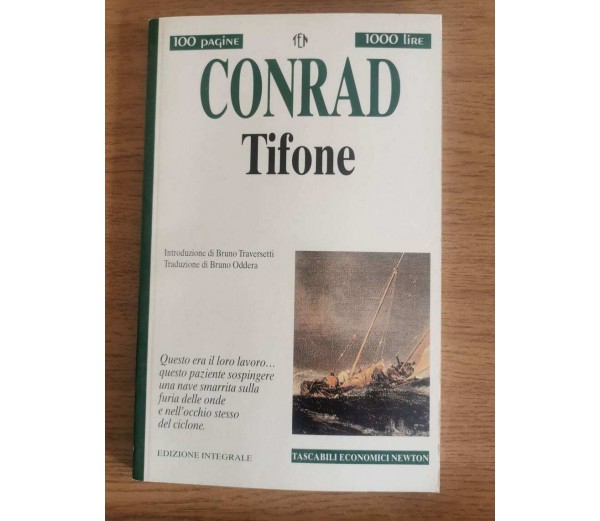 100 pagine TEN 1000 lire
CONRAD
Tifone
Introduzione di Bruno Traversetti
Traduzione di Bruno Oddera
Questo era il loro lavoro...
questo paziente sospingere
una nave smarrita sulla
furia delle onde
e nell'occhio stesso
del ciclone.
EDIZIONE INTEGRALE
TASCABILI ECONOMICI NEWTON